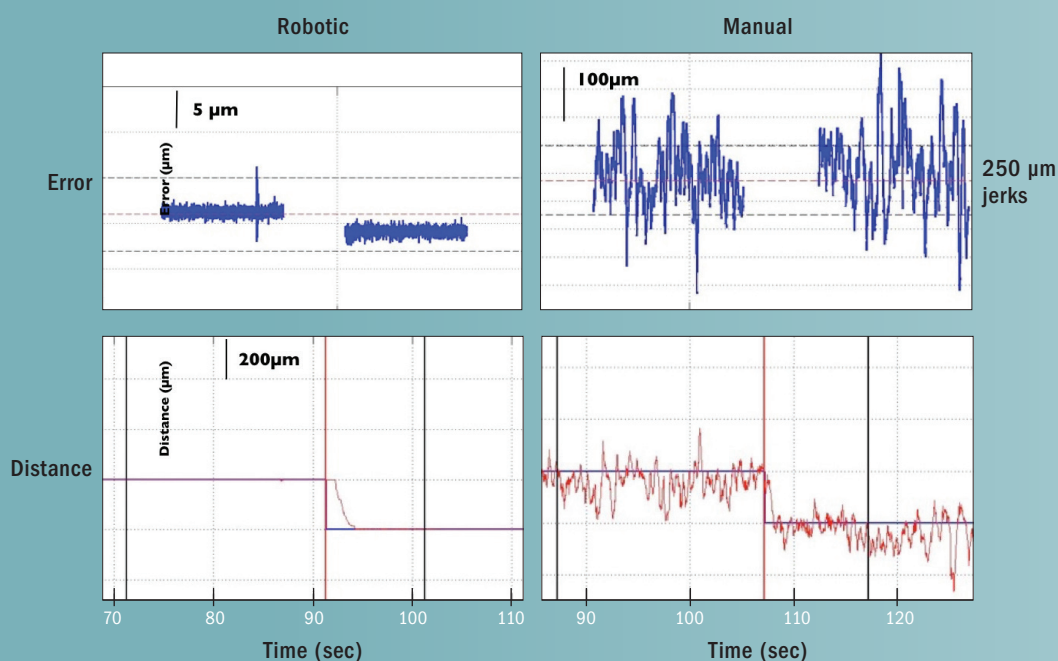 Robotic
Manual
5 µm
Error (µm)
100µm
Error
250 µm
jerks
200µm
Distance (µm)
Distance
70 80 90 100 110
90 100 110 120
Time (sec)
Time (sec)